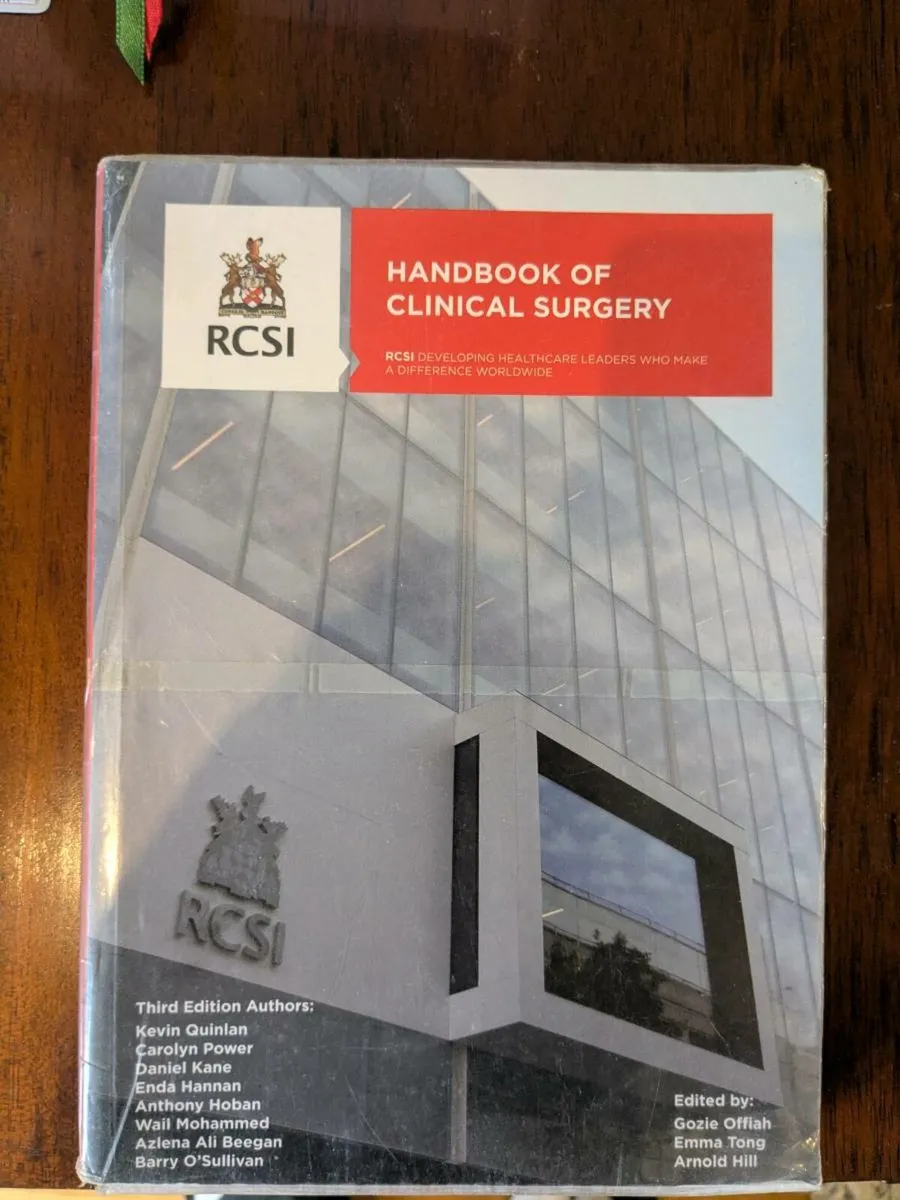 RCSI
HANDBOOK OF
CLINICAL SURGERY
RCSI DEVELOPING HEALTHCARE LEADERS WHO MAKE
A DIFFERENCE WORLDWIDE
RCSI
Third Edition Authors:
Kevin Quinlan
Carolyn Power
Daniel Kane
Enda Hannan
Anthony Hoban
Wail Mohammed
Azlena Ali Beegan
Barry O'Sullivan
Edited by:
Gozie Offiah
Emma Tong
Arnold Hill